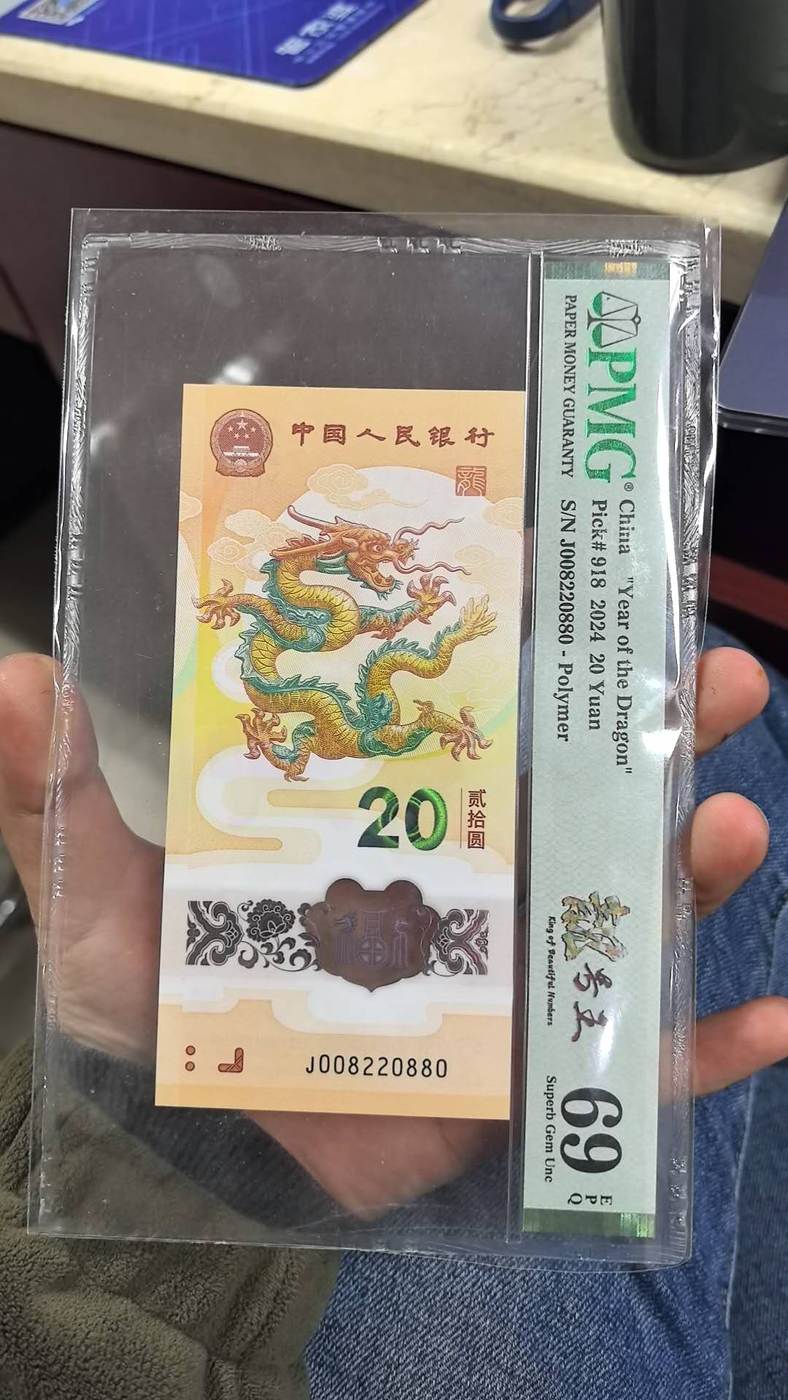 中国人民银行
龍
20
贰拾圆
J008220880
PMG®
PAPER MONEY GUARANTY
China "Year of the Dragon"
Pick# 918 2024 20 Yuan
S/N J008220880 - Polymer
King of Beautiful Numbers
69
EPQ
Superb Gem Unc